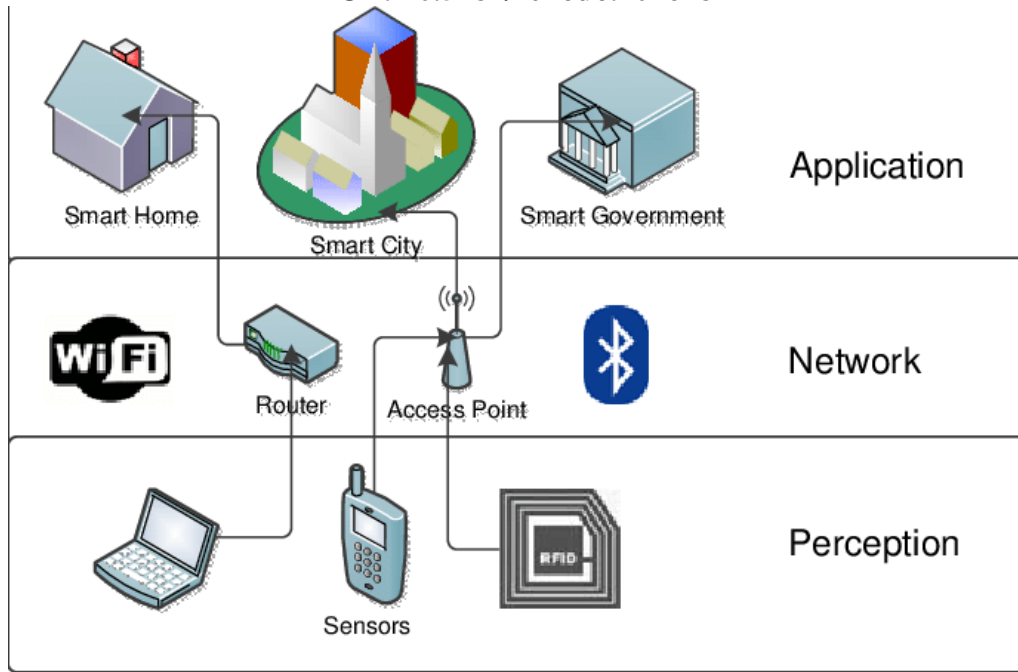 Smart Home
Smart City
Smart Government
Application
WiFi
Router
Access Point
Network
RFID
Sensors
Perception